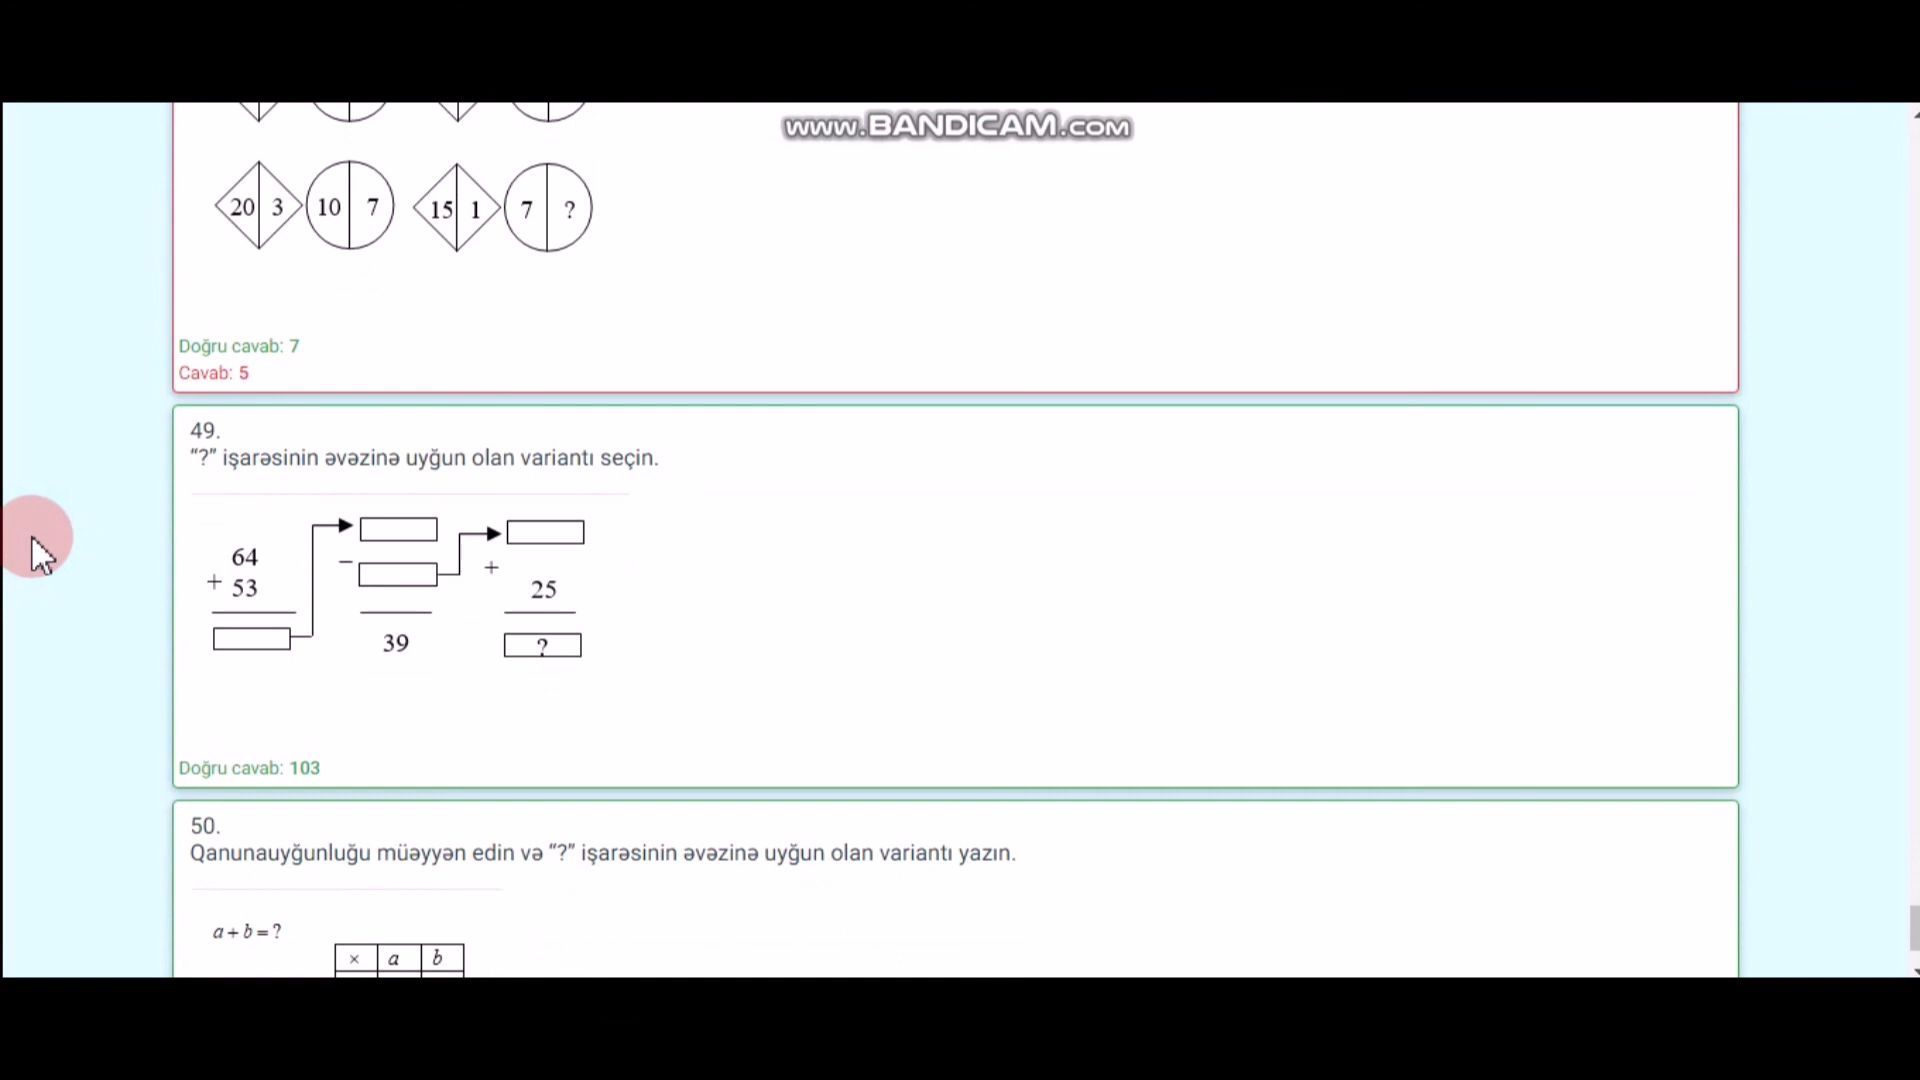 www.BANDICAM.com
20 3 10 7 15 1 7 ?
Doğru cavab: 7
Cavab: 5
49.
“?” işarəsinin əvəzinə uyğun olan variantı seçin.
64
+ 53
−
39
+
25
?
Doğru cavab: 103
50.
Qanunauyğunluğu müəyyən edin və “?” işarəsinin əvəzinə uyğun olan variantı yazın.
a + b = ?
× a b